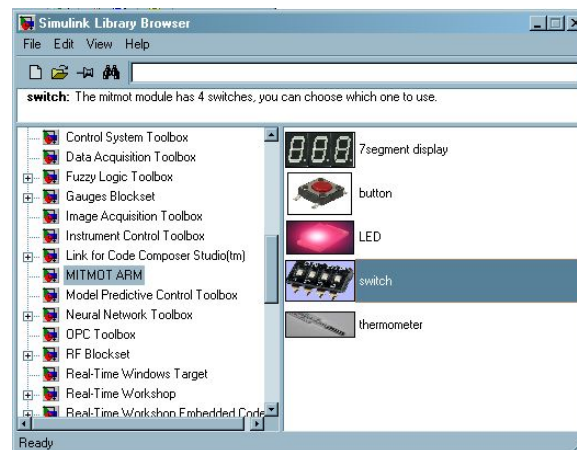 Simulink Library Browser
File Edit View Help
switch: The mitmot module has 4 switches, you can choose which one to use.
Control System Toolbox
Data Acquisition Toolbox
Fuzzy Logic Toolbox
Gauges Blockset
Image Acquisition Toolbox
Instrument Control Toolbox
Link for Code Composer Studio(tm)
MITMOT ARM
Model Predictive Control Toolbox
Neural Network Toolbox
OPC Toolbox
RF Blockset
Real-Time Windows Target
Real-Time Workshop
Real-Time Workshop Embedded Code
8.8.8.
7segment display
button
LED
switch
thermometer
Ready